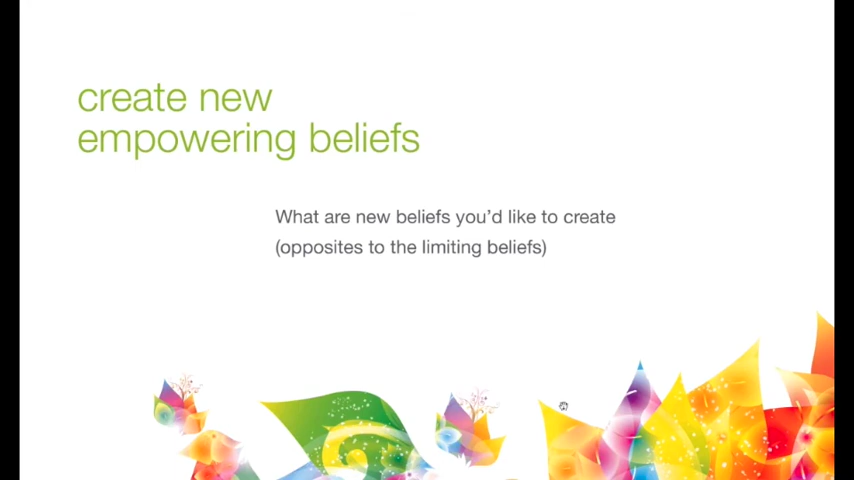 create new
empowering beliefs
What are new beliefs you’d like to create
(opposites to the limiting beliefs)